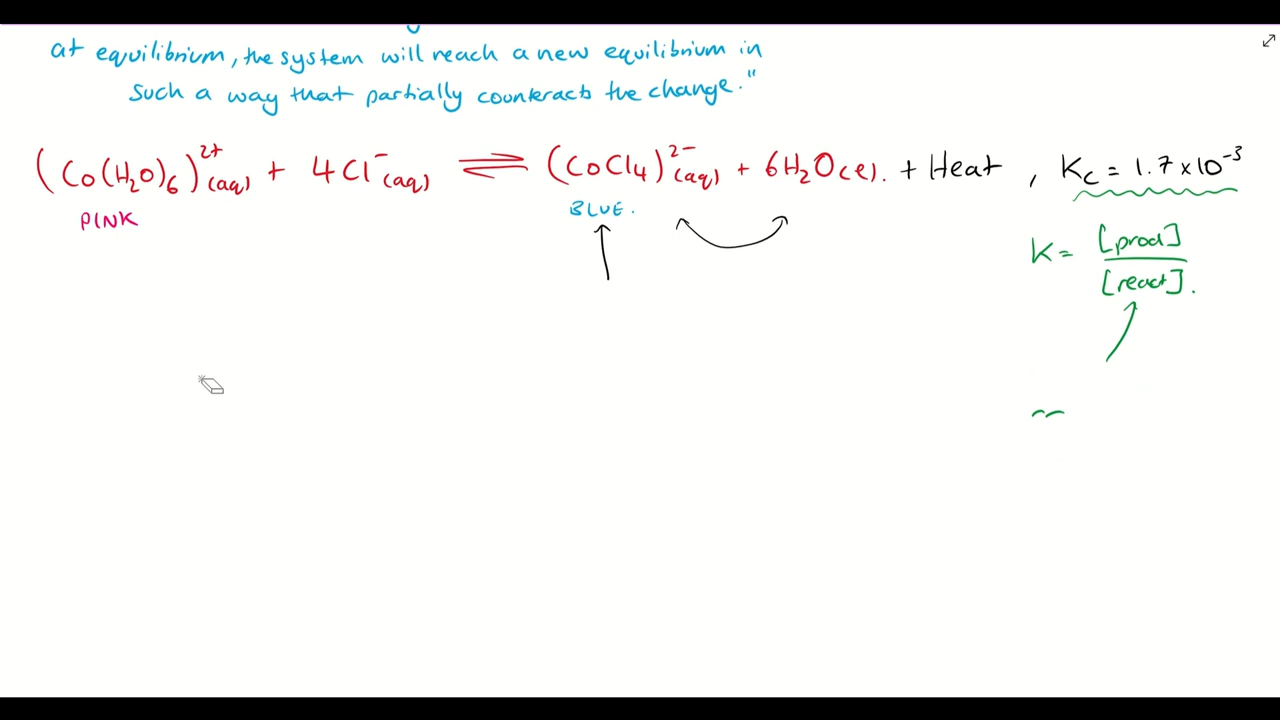 at equilibrium, the system will reach a new equilibrium in
such a way that partially counteracts the change."
(Co(H₂O)₆)²⁺(aq) + 4Cl⁻(aq) ⇌ (CoCl₄)²⁻(aq) + 6H₂O(l). + Heat , Kc = 1.7 × 10⁻³
PINK
BLUE.
K = [prod]/[react].